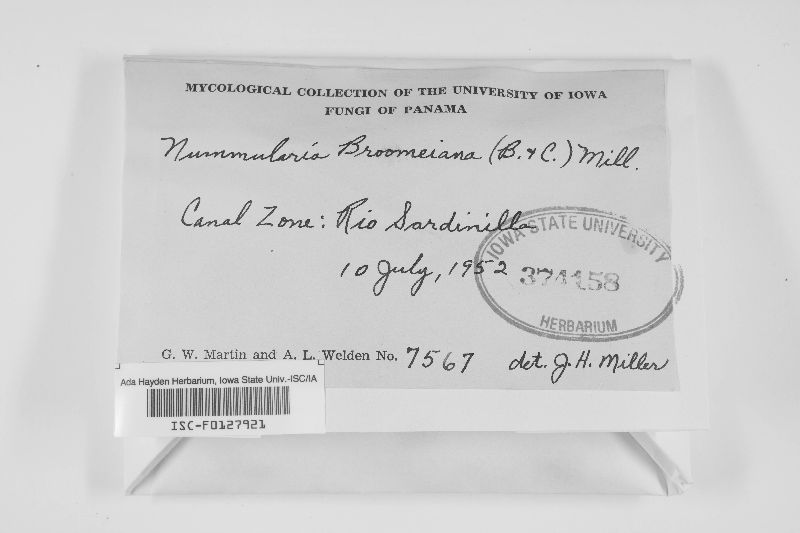 MYCOLOGICAL COLLECTION OF THE UNIVERSITY OF IOWA
FUNGI OF PANAMA
Nummularia Broomeiana (B. & C.) Mill.
Canal Zone: Rio Sardinilla
10 July, 1952
IOWA STATE UNIVERSITY
374158
HERBARIUM
G. W. Martin and A. L. Welden No. 7567 det. J. H. Miller
Ada Hayden Herbarium, Iowa State Univ.-ISC/IA
ISC-F0127921